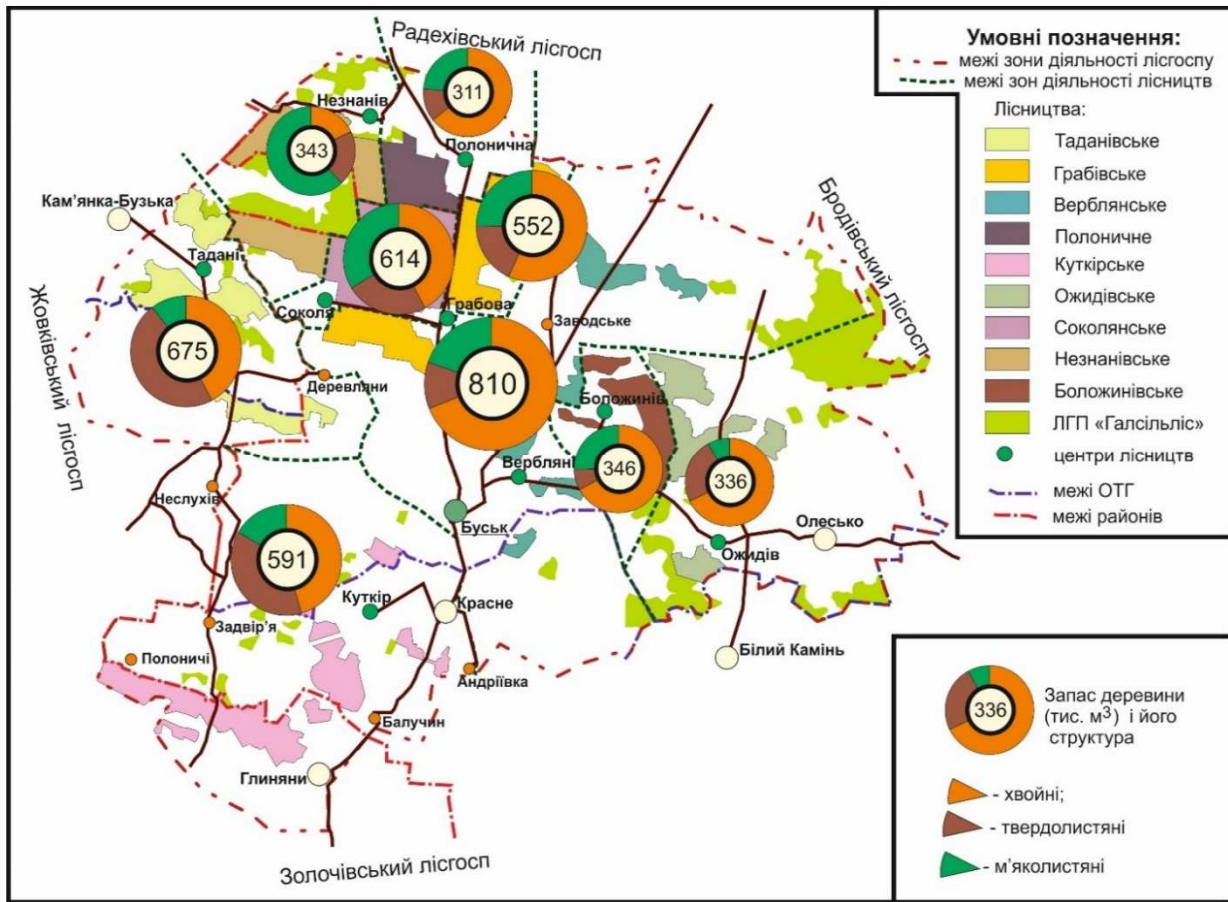 Радехівський лісгосп
311
Незнанів
343
Полонична
Кам’янка-Бузька
552
614
Тадані
Бродівський лісгосп
Жовківський лісгосп
Соколя
Грабова
Заводське
675
810
Деревляни
Боложинів
Вербляни
346
336
Неслухів
Буськ
Олесько
Ожидів
591
Куткір
Красне
Задвір’я
Білий Камінь
Полоничі
Андріївка
Балучин
Глиняни
Золочівський лісгосп
Умовні позначення:
межі зони діяльності лісгоспу
межі зон діяльності лісництв
Лісництва:
Таданівське
Грабівське
Верблянське
Полоничне
Куткірське
Ожидівське
Соколянське
Незнанівське
Боложинівське
ЛГП «Галсільліс»
центри лісництв
межі ОТГ
межі районів
336
Запас деревини
(тис. м³) і його
структура
- хвойні;
- твердолистяні
- м’яколистяні